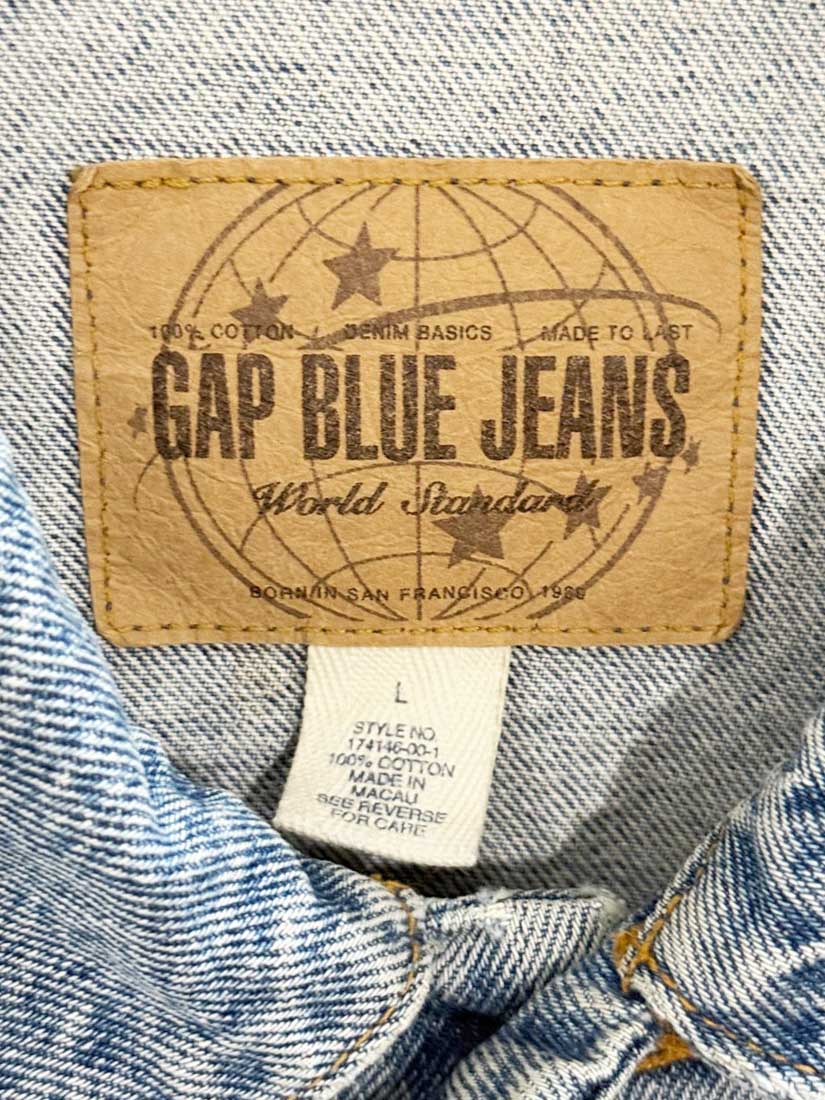 100% COTTON / DENIM BASICS MADE TO LAST
GAP BLUE JEANS
World Standard
BORN IN SAN FRANCISCO, 1969
L
STYLE NO.
174146-00-1
100% COTTON
MADE IN
MACAU
SEE REVERSE
FOR CARE